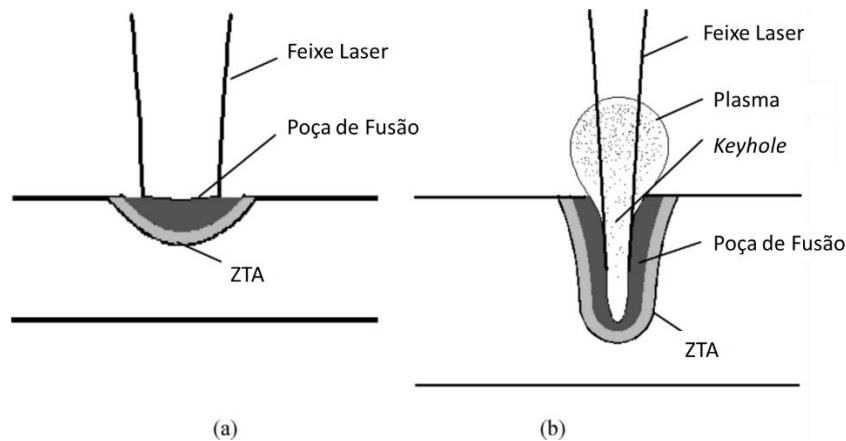 Feixe Laser
Poça de Fusão
ZTA
(a)
Feixe Laser
Plasma
Keyhole
Poça de Fusão
ZTA
(b)